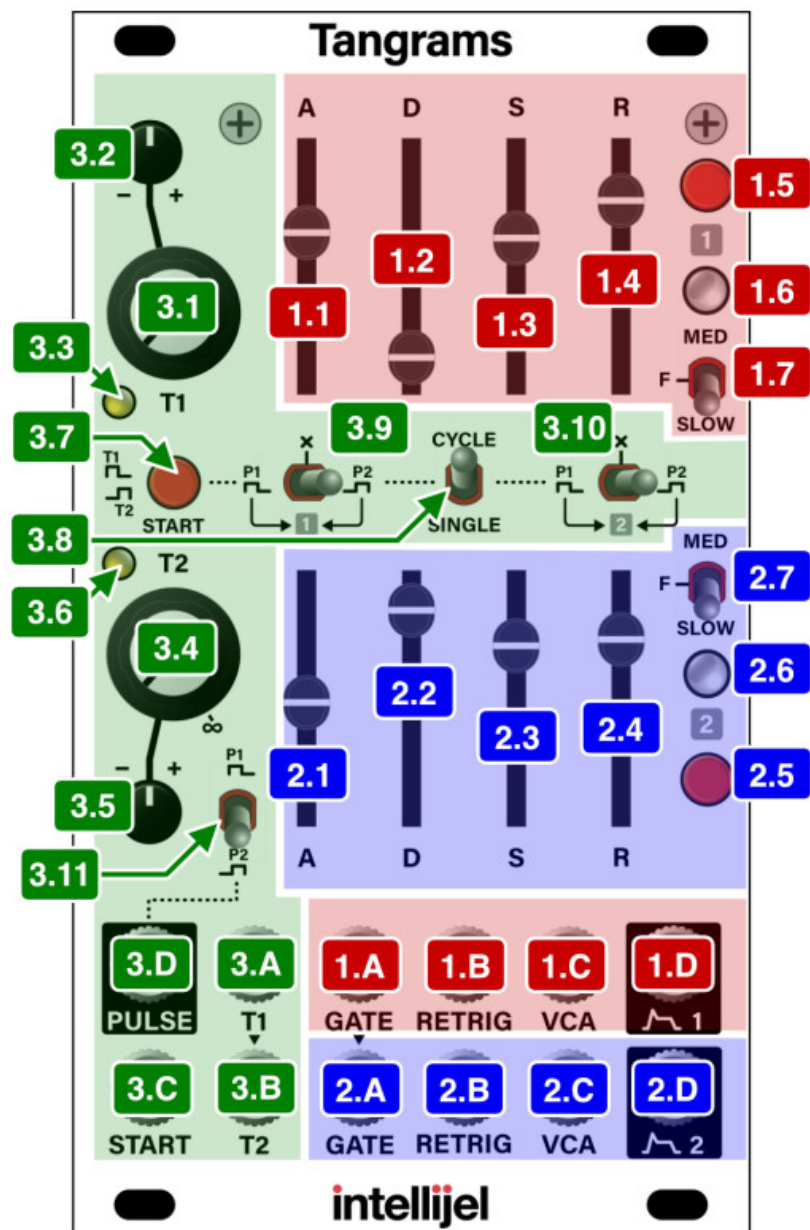 Tangrams
A D S R
3.2
1.5
- +
1
1.2
3.1
1.1
1.3
1.4
1.6
MED
3.3
F
1.7
T1
SLOW
3.9
CYCLE
3.10
3.7
T1
X
X
P1
P2
P1
P2
T2
START
1
SINGLE
2
3.8
T2
MED
3.6
F
2.7
SLOW
3.4
2.6
2.2
2.1
2.3
2.4
2
∞
- +
P1
2.5
3.5
3.11
P2
A D S R
3.D 3.A 1.A 1.B 1.C 1.D
PULSE T1 GATE RETRIG VCA 1
3.C 3.B 2.A 2.B 2.C 2.D
START T2 GATE RETRIG VCA 2
intellijel